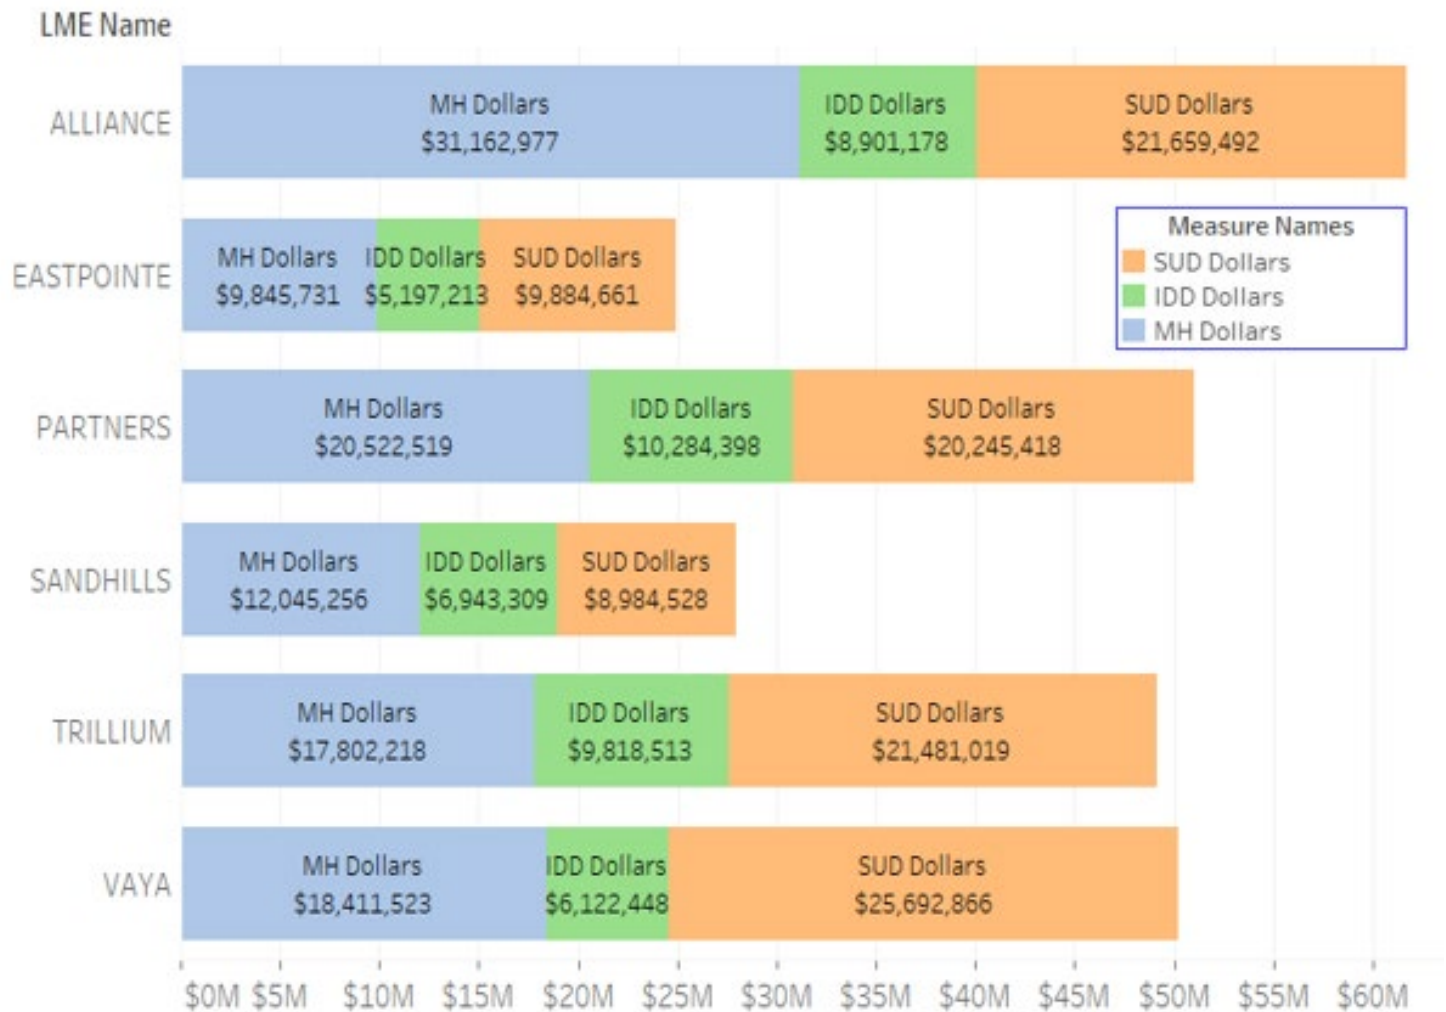 LME Name
ALLIANCE
MH Dollars
$31,162,977
IDD Dollars
$8,901,178
SUD Dollars
$21,659,492
EASTPOINTE
MH Dollars
$9,845,731
IDD Dollars
$5,197,213
SUD Dollars
$9,884,661
Measure Names
SUD Dollars
IDD Dollars
MH Dollars
PARTNERS
MH Dollars
$20,522,519
IDD Dollars
$10,284,398
SUD Dollars
$20,245,418
SANDHILLS
MH Dollars
$12,045,256
IDD Dollars
$6,943,309
SUD Dollars
$8,984,528
TRILLIUM
MH Dollars
$17,802,218
IDD Dollars
$9,818,513
SUD Dollars
$21,481,019
VAYA
MH Dollars
$18,411,523
IDD Dollars
$6,122,448
SUD Dollars
$25,692,866
$0M $5M $10M $15M $20M $25M $30M $35M $40M $45M $50M $55M $60M